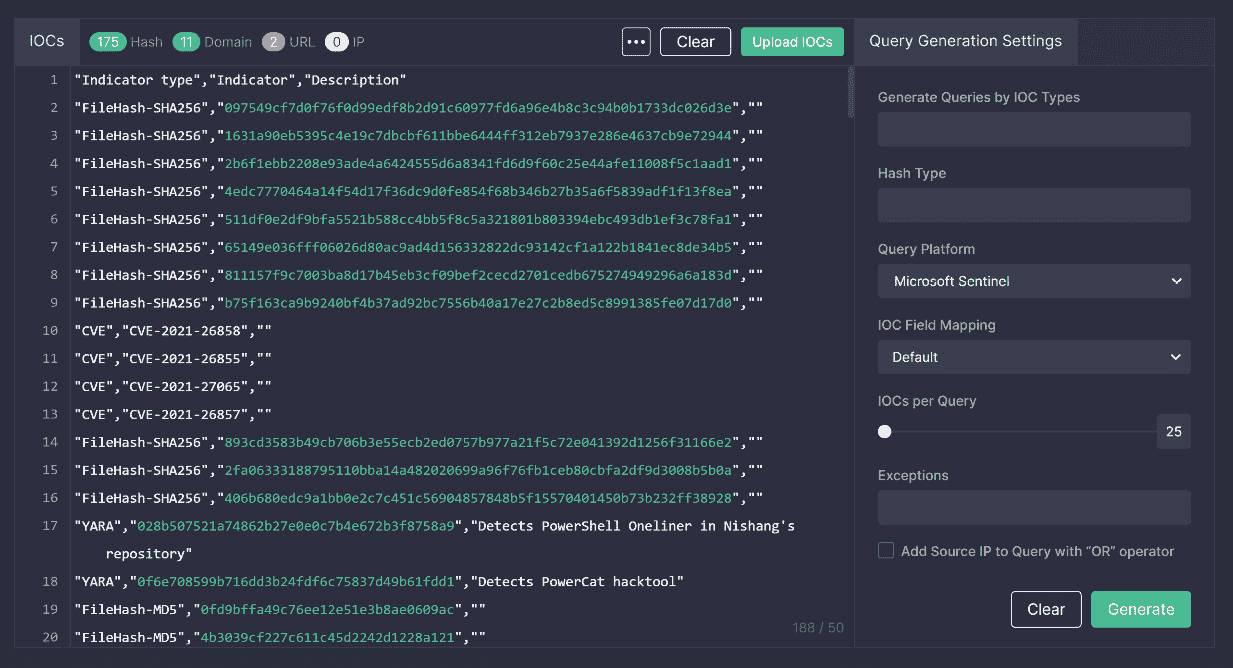 IOCs 175 Hash 11 Domain 2 URL 0 IP ••• Clear Upload IOCs
1 "Indicator type","Indicator","Description"
2 "FileHash-SHA256","097549cf7d0f76f0d99edf8b2d91c60977fd6a96e4b8c3c94b0b1733dc026d3e",""
3 "FileHash-SHA256","1631a90eb5395c4e19c7dbcbf611bbe6444ff312eb7937e286e4637cb9e72944",""
4 "FileHash-SHA256","2b6f1ebb2208e93ade4a6424555d6a8341fd6d9f60c25e44afe11008f5c1aad1",""
5 "FileHash-SHA256","4edc7770464a14f54d17f36dc9d0fe854f68b346b27b35a6f5839adf1f13f8ea",""
6 "FileHash-SHA256","511df0e2df9bfa5521b588cc4bb5f8c5a321801b803394ebc493db1ef3c78fa1",""
7 "FileHash-SHA256","65149e036fff06026d80ac9ad4d156332822dc93142cf1a122b1841ec8de34b5",""
8 "FileHash-SHA256","811157f9c7003ba8d17b45eb3cf09bef2cecd2701cedb675274949296a6a183d",""
9 "FileHash-SHA256","b75f163ca9b9240bf4b37ad92bc7556b40a17e27c2b8ed5c8991385fe07d17d0",""
10 "CVE","CVE-2021-26858",""
11 "CVE","CVE-2021-26855",""
12 "CVE","CVE-2021-27065",""
13 "CVE","CVE-2021-26857",""
14 "FileHash-SHA256","893cd3583b49cb706b3e55ecb2ed0757b977a21f5c72e041392d1256f31166e2",""
15 "FileHash-SHA256","2fa06333188795110bba14a482020699a96f76fb1ceb80cbfa2df9d3008b5b0a",""
16 "FileHash-SHA256","406b680edc9a1bb0e2c7c451c56904857848b5f15570401450b73b232ff38928",""
17 "YARA","028b507521a74862b27e0e0c7b4e672b3f8758a9","Detects PowerShell Oneliner in Nishang's
repository"
18 "YARA","0f6e708599b716dd3b24fdf6c75837d49b61fdd1","Detects PowerCat hacktool"
19 "FileHash-MD5","0fd9bffa49c76ee12e51e3b8ae0609ac",""
20 "FileHash-MD5","4b3039cf227c611c45d2242d1228a121",""
188 / 50
Query Generation Settings
Generate Queries by IOC Types
Hash Type
Query Platform
Microsoft Sentinel
IOC Field Mapping
Default
IOCs per Query
25
Exceptions
Add Source IP to Query with “OR” operator
Clear Generate